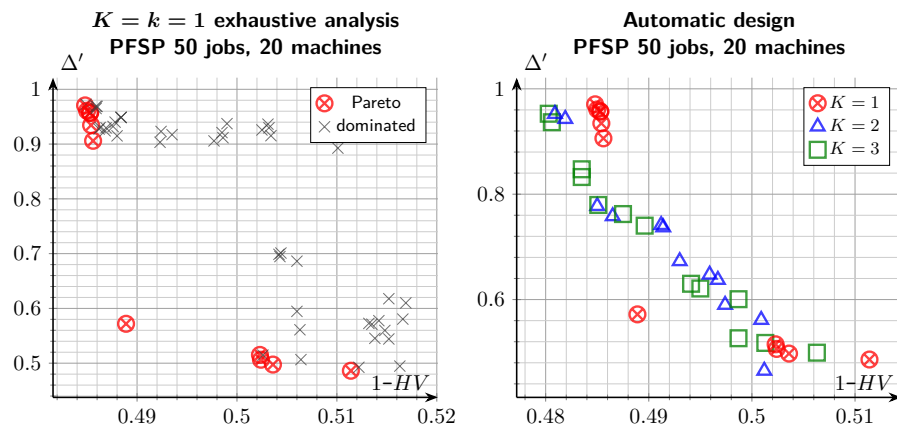 K = k = 1 exhaustive analysis
PFSP 50 jobs, 20 machines
Δ′
1
0.9
0.8
0.7
0.6
0.5
Pareto
dominated
1-HV
0.49
0.5
0.51
0.52
Automatic design
PFSP 50 jobs, 20 machines
Δ′
1
0.8
0.6
K = 1
K = 2
K = 3
1-HV
0.48
0.49
0.5
0.51